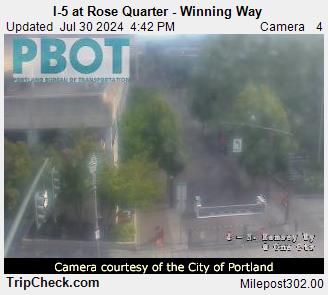 I-5 at Rose Quarter - Winning Way
Updated Jul 30 2024 4:42 PM Camera 4
PBOT
PORTLAND BUREAU OF TRANSPORTATION
Camera courtesy of the City of Portland
TripCheck.com Milepost302.00